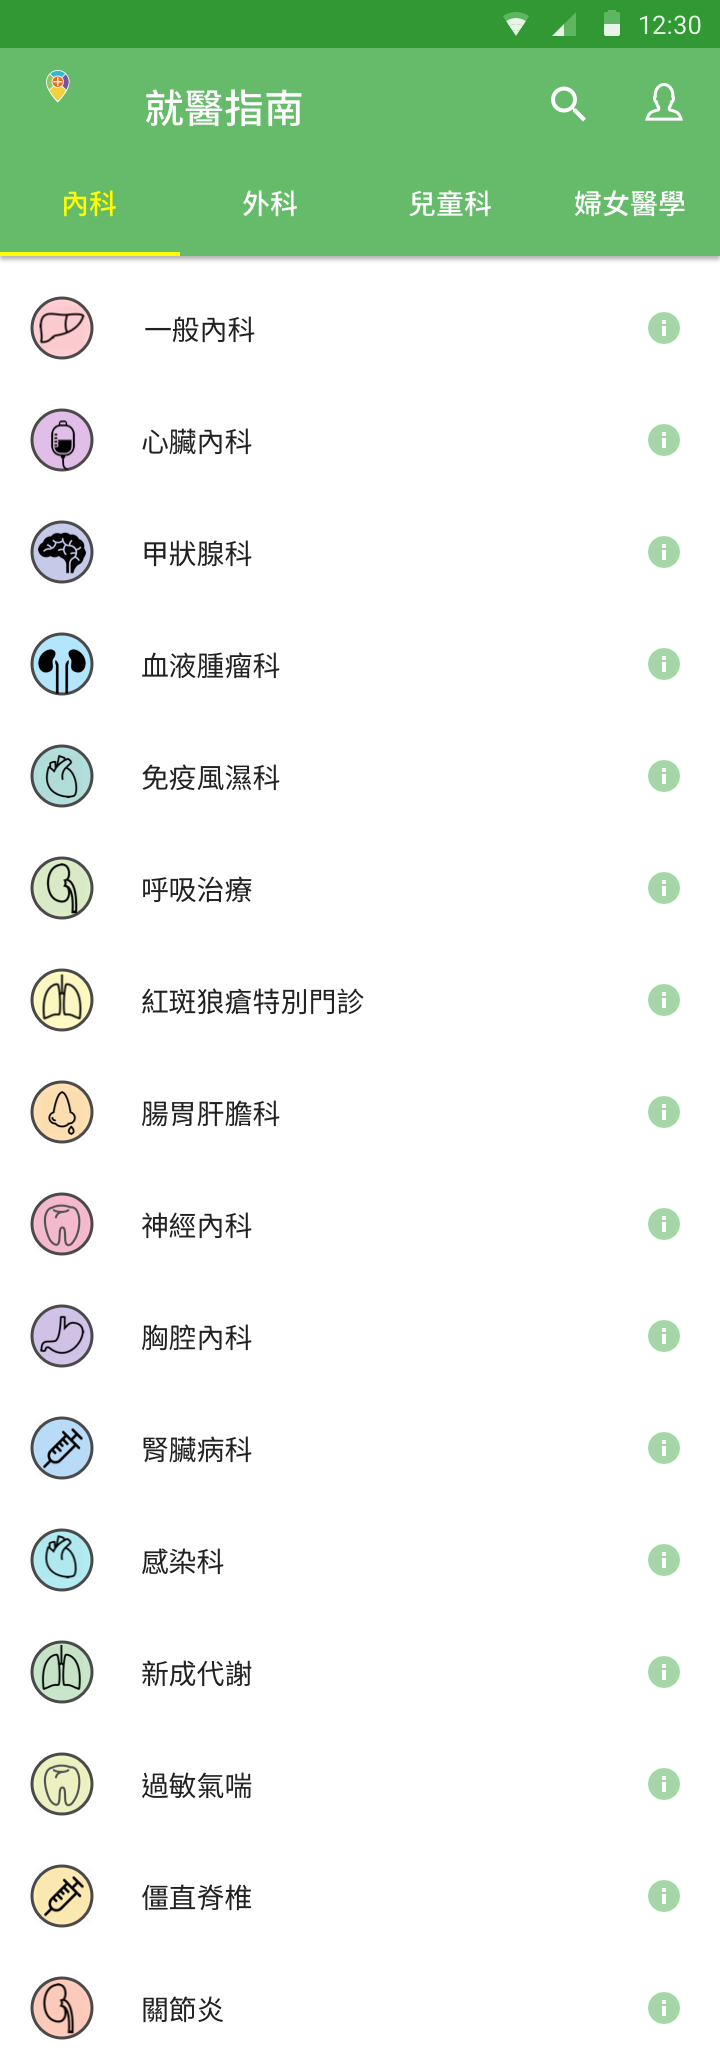 12:30
就醫指南
內科 外科 兒童科 婦女醫學
一般內科
心臟內科
甲狀腺科
血液腫瘤科
免疫風濕科
呼吸治療
紅斑狼瘡特別門診
腸胃肝膽科
神經內科
胸腔內科
腎臟病科
感染科
新成代謝
過敏氣喘
僵直脊椎
關節炎